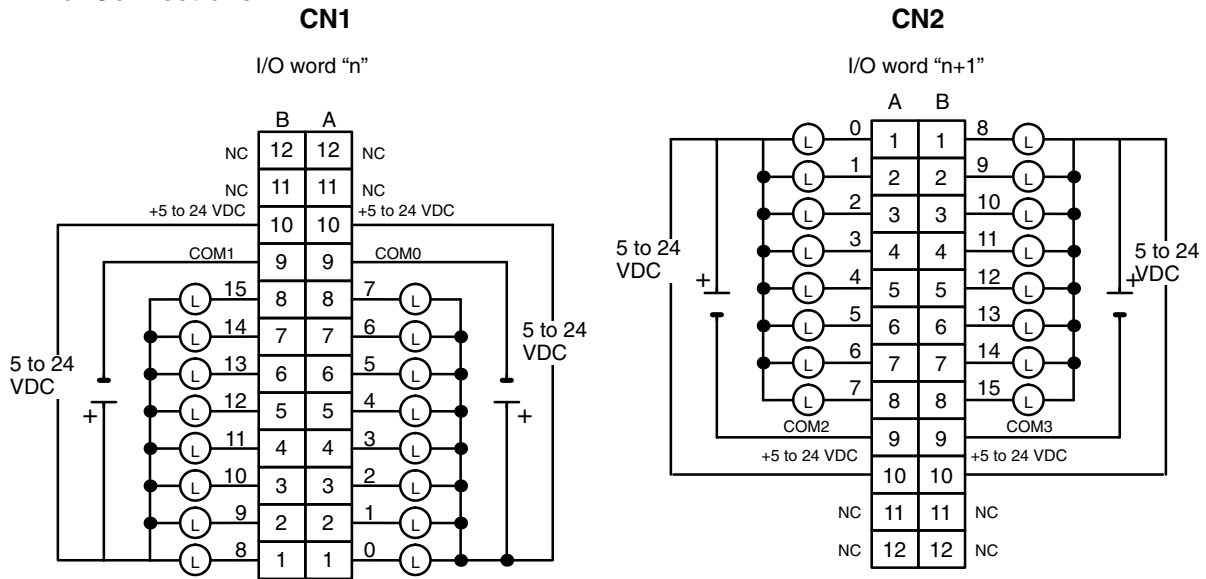 CN1
I/O word “n”
B A
NC 12 12 NC
NC 11 11 NC
+5 to 24 VDC 10 10 +5 to 24 VDC
COM1 9 9 COM0
L 15 8 8 7 L
L 14 7 7 6 L
L 13 6 6 5 L
L 12 5 5 4 L
L 11 4 4 3 L
L 10 3 3 2 L
L 9 2 2 1 L
L 8 1 1 0 L
5 to 24
VDC
+
5 to 24
VDC
+
CN2
I/O word “n+1”
A B
L 0 1 1 8 L
L 1 2 2 9 L
L 2 3 3 10 L
L 3 4 4 11 L
L 4 5 5 12 L
L 5 6 6 13 L
L 6 7 7 14 L
L 7 8 8 15 L
COM2 9 9 COM3
+5 to 24 VDC 10 10 +5 to 24 VDC
NC 11 11 NC
NC 12 12 NC
5 to 24
VDC
+
5 to 24
VDC
+